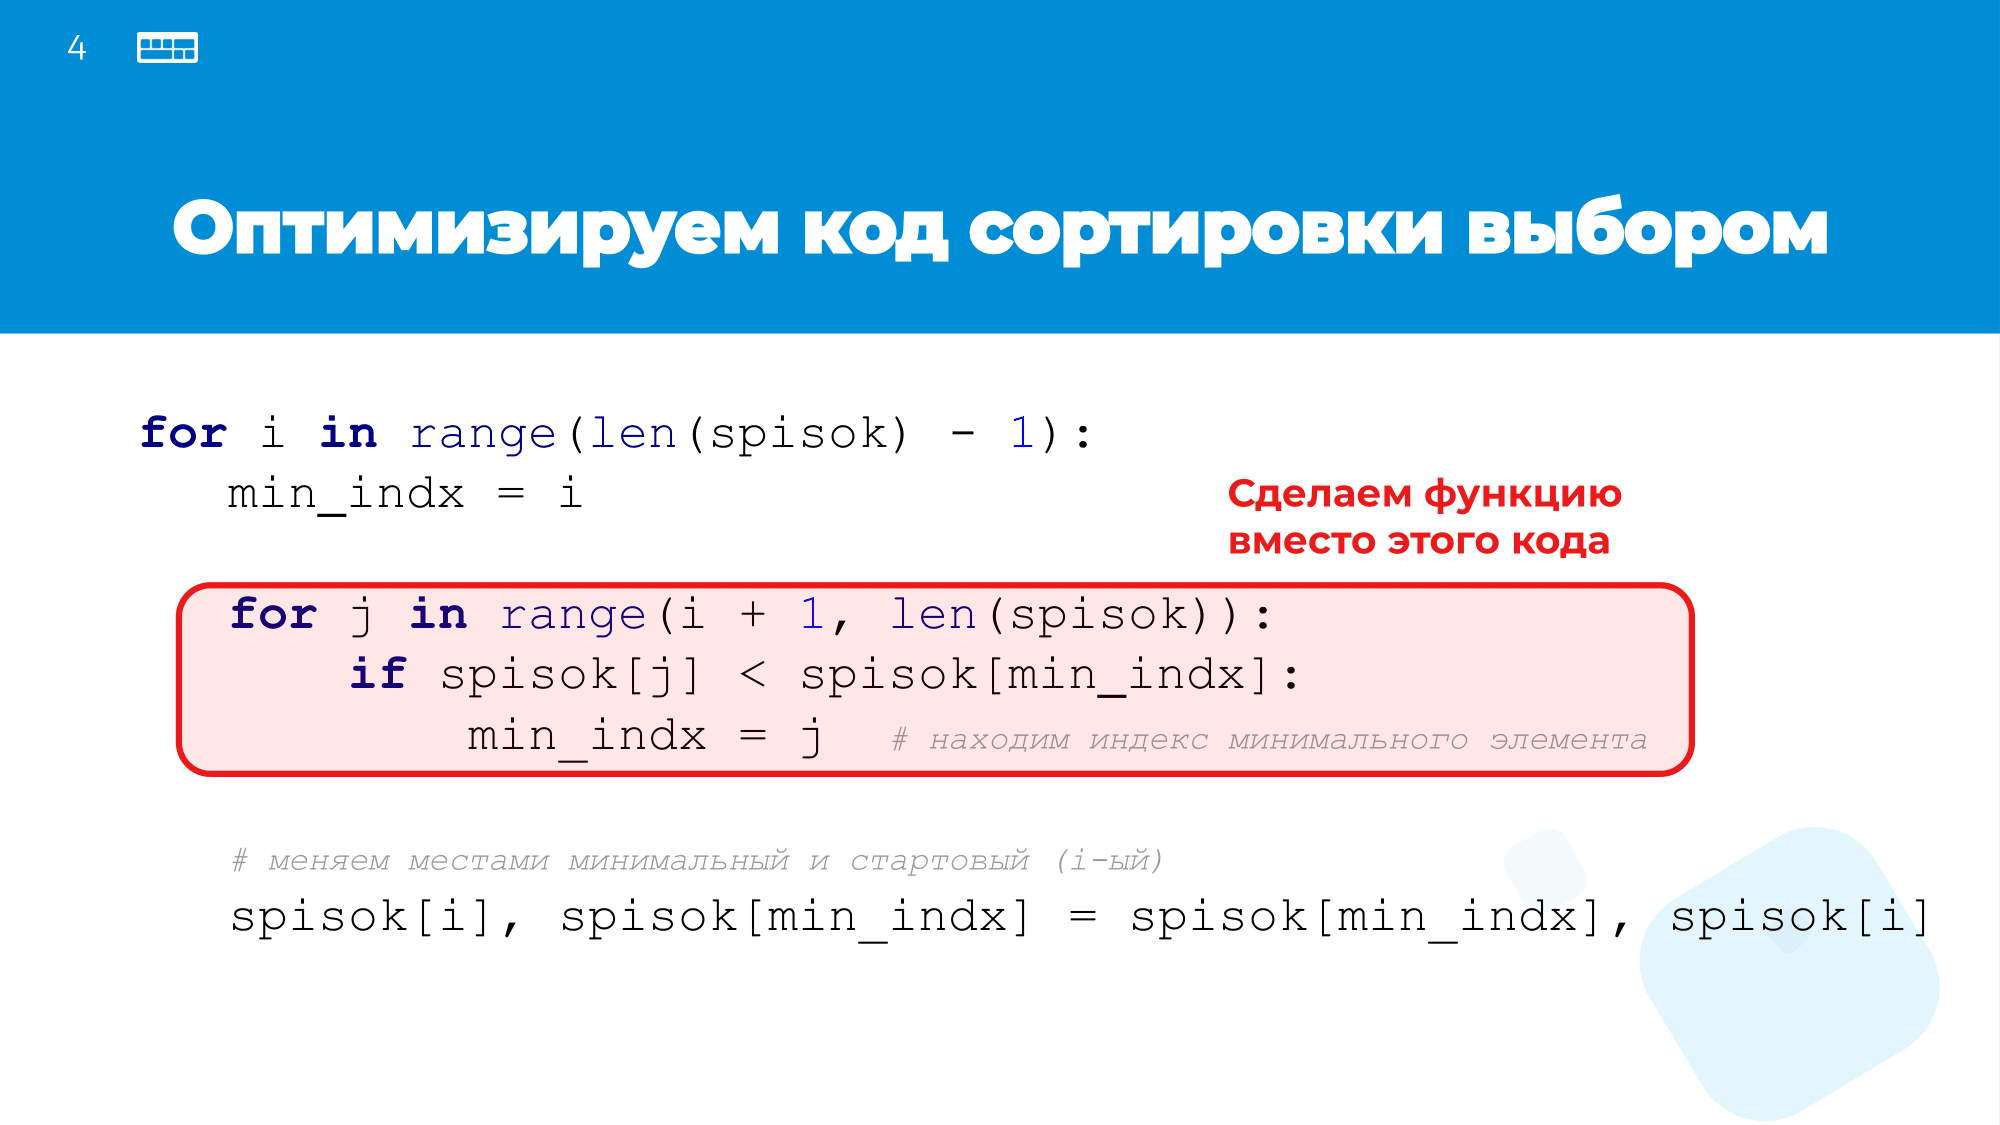 4
Оптимизируем код сортировки выбором
for i in range(len(spisok) - 1):
min_indx = i
Сделаем функцию
вместо этого кода
for j in range(i + 1, len(spisok)):
if spisok[j] < spisok[min_indx]:
min_indx = j # находим индекс минимального элемента
# меняем местами минимальный и стартовый (i-ый)
spisok[i], spisok[min_indx] = spisok[min_indx], spisok[i]